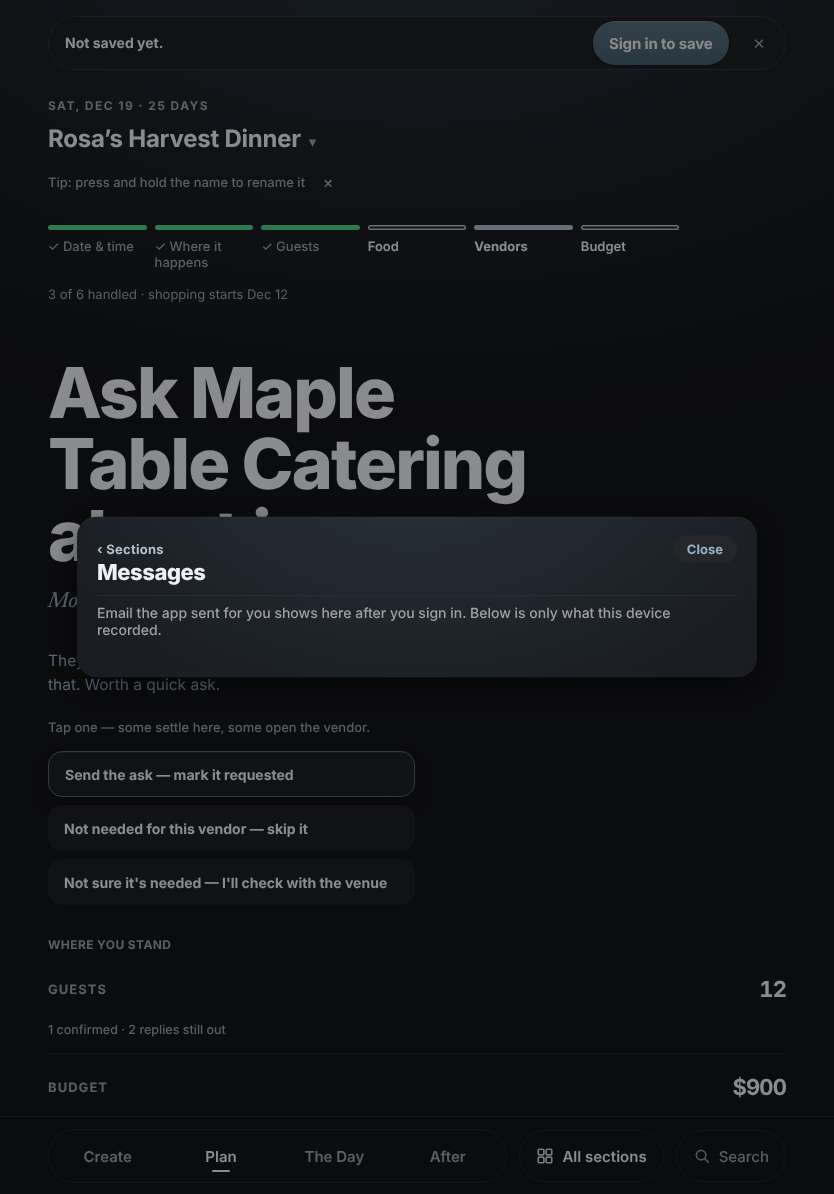 Not saved yet.
Sign in to save ×
SAT, DEC 19 · 25 DAYS
Rosa’s Harvest Dinner ▾
Tip: press and hold the name to rename it ×
✓ Date & time
✓ Where it
happens
✓ Guests
Food
Vendors
Budget
3 of 6 handled · shopping starts Dec 12
Ask Maple
Table Catering
‹ Sections
Close
Messages
Email the app sent for you shows here after you sign in. Below is only what this device
recorded.
that. Worth a quick ask.
Tap one — some settle here, some open the vendor.
Send the ask — mark it requested
Not needed for this vendor — skip it
Not sure it's needed — I'll check with the venue
WHERE YOU STAND
GUESTS 12
1 confirmed · 2 replies still out
BUDGET $900
Create
Plan
The Day
After
All sections
Search